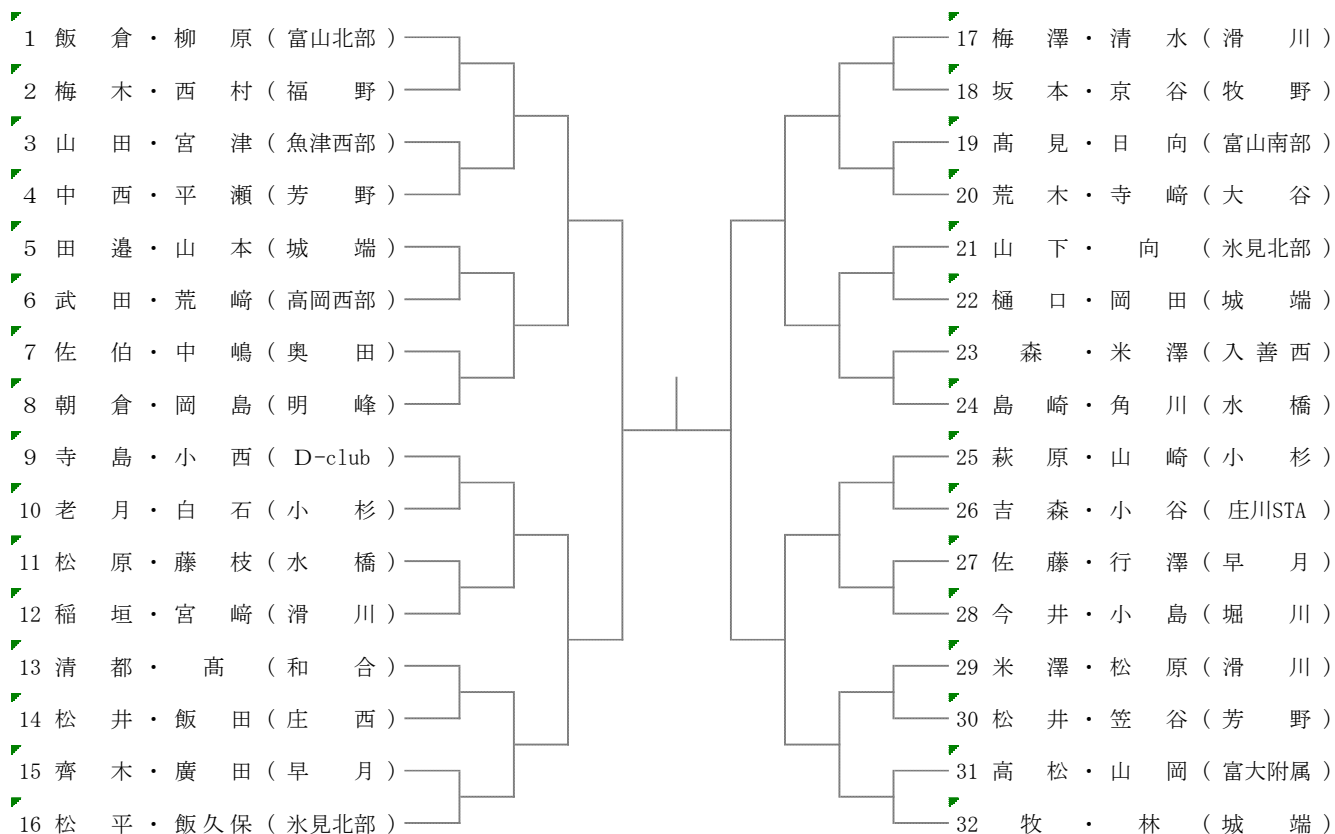 1 飯 倉・柳 原(富山北部)
2 梅 木・西 村(福 野)
3 山 田・宮 津(魚津西部)
4 中 西・平 瀬(芳 野)
5 田 邉・山 本(城 端)
6 武 田・荒 﨑(高岡西部)
7 佐 伯・中 嶋(奥 田)
8 朝 倉・岡 島(明 峰)
9 寺 島・小 西( D-club )
10 老 月・白 石(小 杉)
11 松 原・藤 枝(水 橋)
12 稲 垣・宮 﨑(滑 川)
13 清 都・ 髙 (和 合)
14 松 井・飯 田(庄 西)
15 齊 木・廣 田(早 月)
16 松 平・飯久保(氷見北部)
17 梅 澤・清 水(滑 川)
18 坂 本・京 谷(牧 野)
19 髙 見・日 向(富山南部)
20 荒 木・寺 﨑(大 谷)
21 山 下・ 向 (氷見北部)
22 樋 口・岡 田(城 端)
23 森 ・米 澤(入 善 西)
24 島 崎・角 川(水 橋)
25 萩 原・山 崎(小 杉)
26 吉 森・小 谷( 庄川STA )
27 佐 藤・行 澤(早 月)
28 今 井・小 島(堀 川)
29 米 澤・松 原(滑 川)
30 松 井・笠 谷(芳 野)
31 高 松・山 岡(富大附属)
32 牧 ・ 林 (城 端)